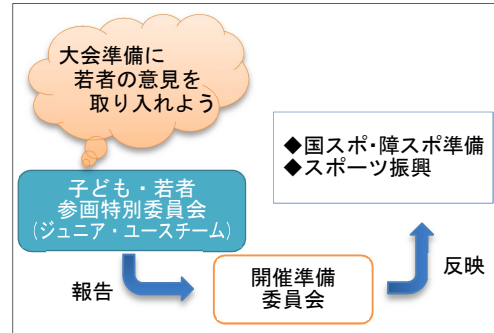 大会準備に
若者の意見を
取り入れよう
子ども・若者
参画特別委員会
(ジュニア・ユースチーム)
報告
開催準備
委員会
反映
◆国スポ・障スポ準備
◆スポーツ振興